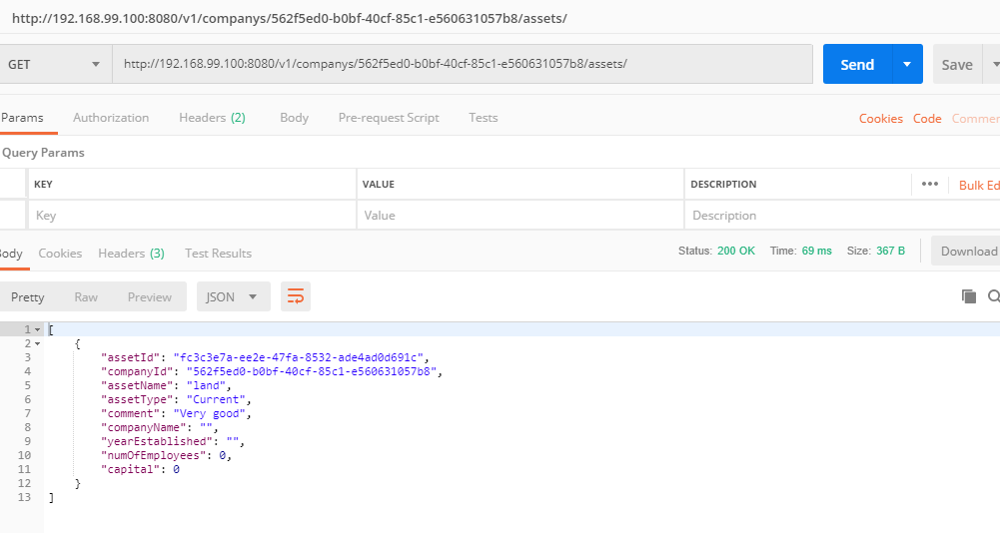 http://192.168.99.100:8080/v1/companys/562f5ed0-b0bf-40cf-85c1-e560631057b8/assets/
GET http://192.168.99.100:8080/v1/companys/562f5ed0-b0bf-40cf-85c1-e560631057b8/assets/ Send Save
Params Authorization Headers (2) Body Pre-request Script Tests Cookies Code Commen
Query Params
KEY VALUE DESCRIPTION ••• Bulk Ed
Key Value Description
Body Cookies Headers (3) Test Results Status: 200 OK Time: 69 ms Size: 367 B Download
Pretty Raw Preview JSON
1 [
2 {
3 "assetId": "fc3c3e7a-ee2e-47fa-8532-ade4ad0d691c",
4 "companyId": "562f5ed0-b0bf-40cf-85c1-e560631057b8",
5 "assetName": "land",
6 "assetType": "Current",
7 "comment": "Very good",
8 "companyName": "",
9 "yearEstablished": "",
10 "numOfEmployees": 0,
11 "capital": 0
12 }
13 ]